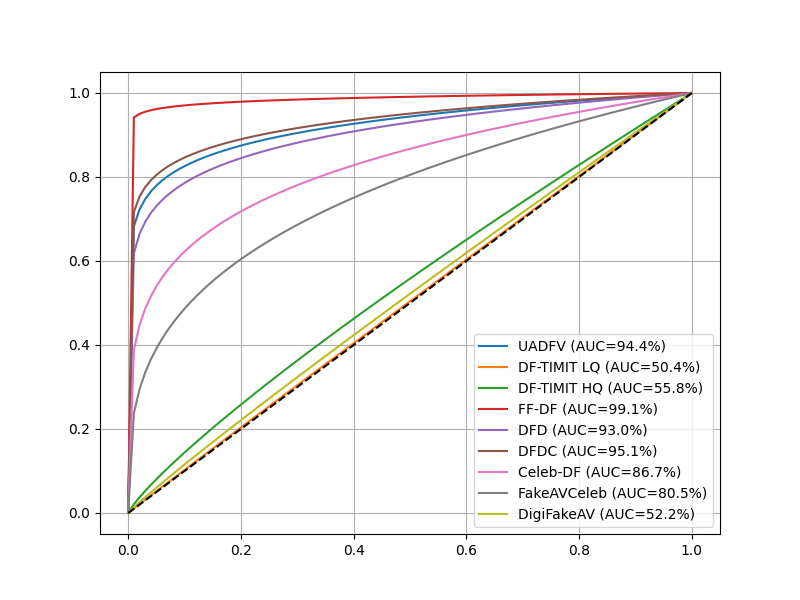 1.0
0.8
0.6
0.4
0.2
0.0
0.0 0.2 0.4 0.6 0.8 1.0
UADFV (AUC=94.4%)
DF-TIMIT LQ (AUC=50.4%)
DF-TIMIT HQ (AUC=55.8%)
FF-DF (AUC=99.1%)
DFD (AUC=93.0%)
DFDC (AUC=95.1%)
Celeb-DF (AUC=86.7%)
FakeAVCeleb (AUC=80.5%)
DigiFakeAV (AUC=52.2%)